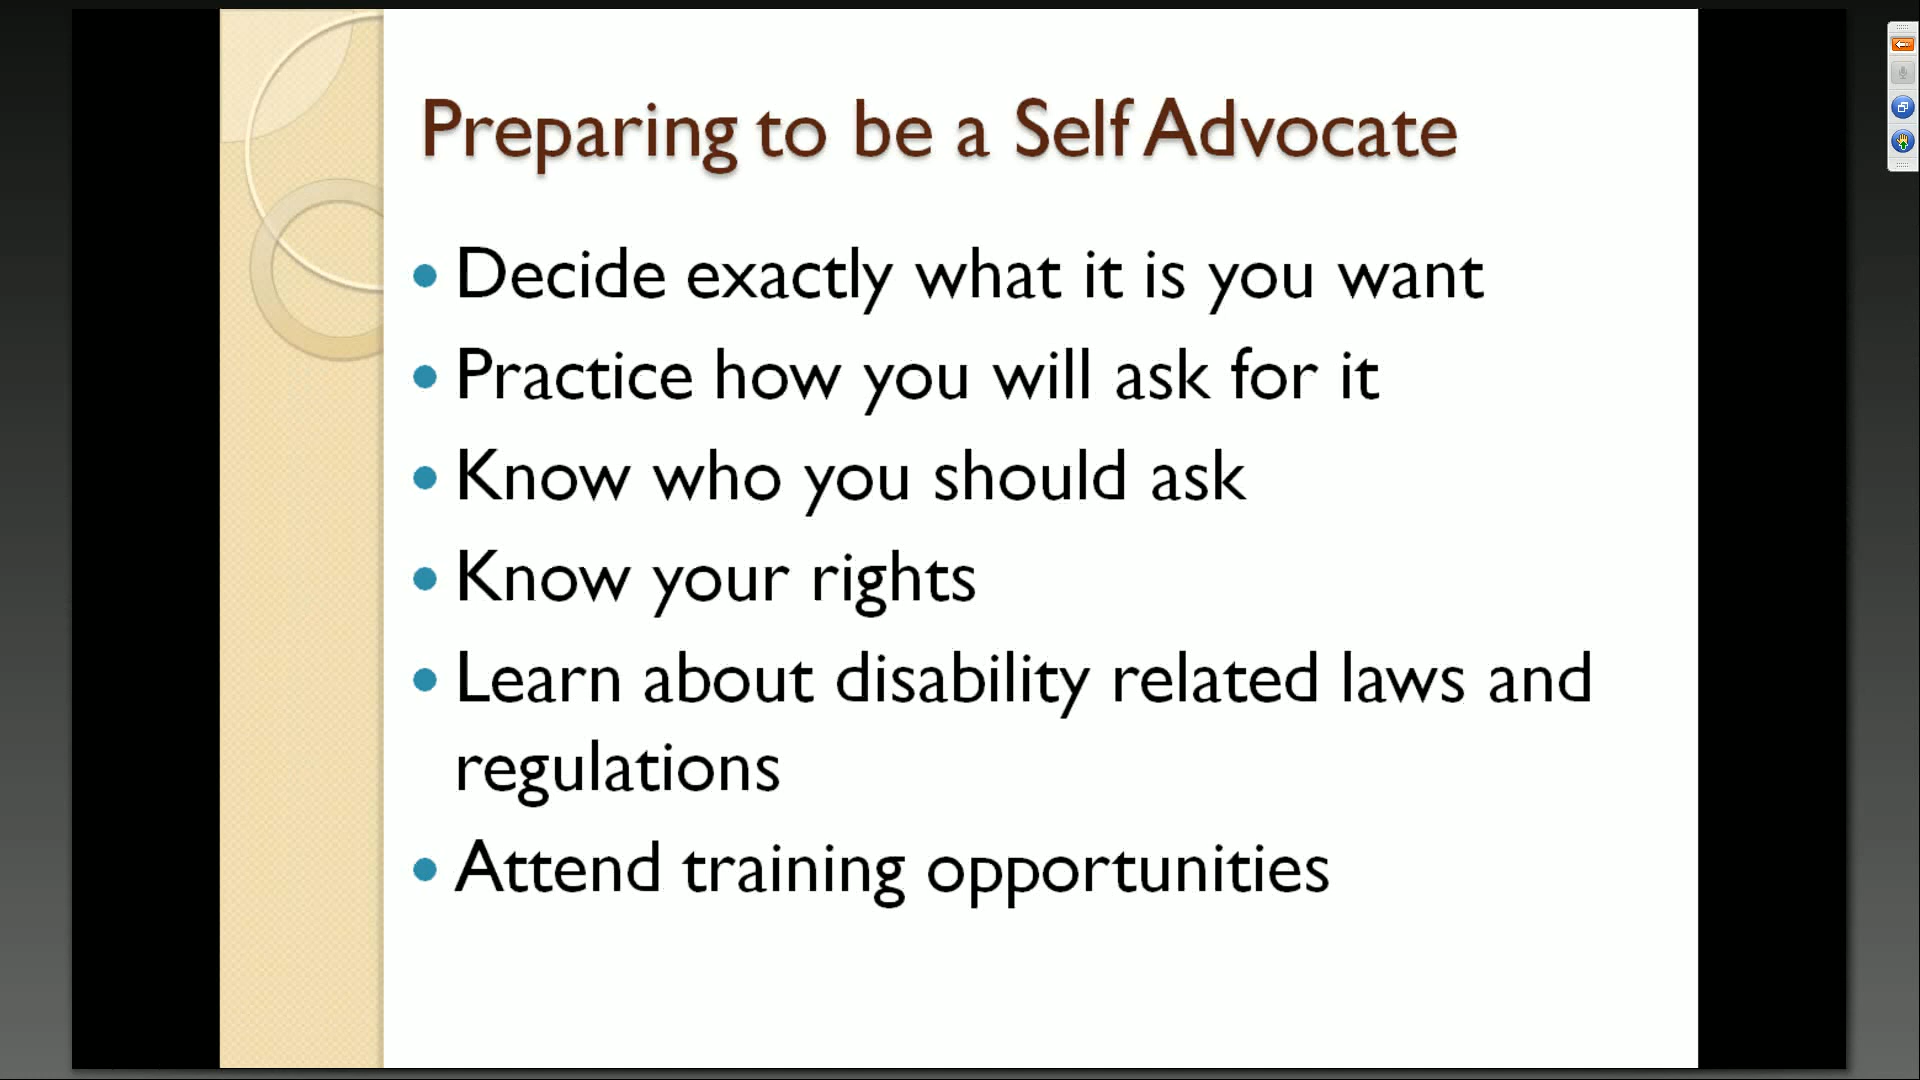 Preparing to be a Self Advocate
• Decide exactly what it is you want
• Practice how you will ask for it
• Know who you should ask
• Know your rights
• Learn about disability related laws and
regulations
• Attend training opportunities